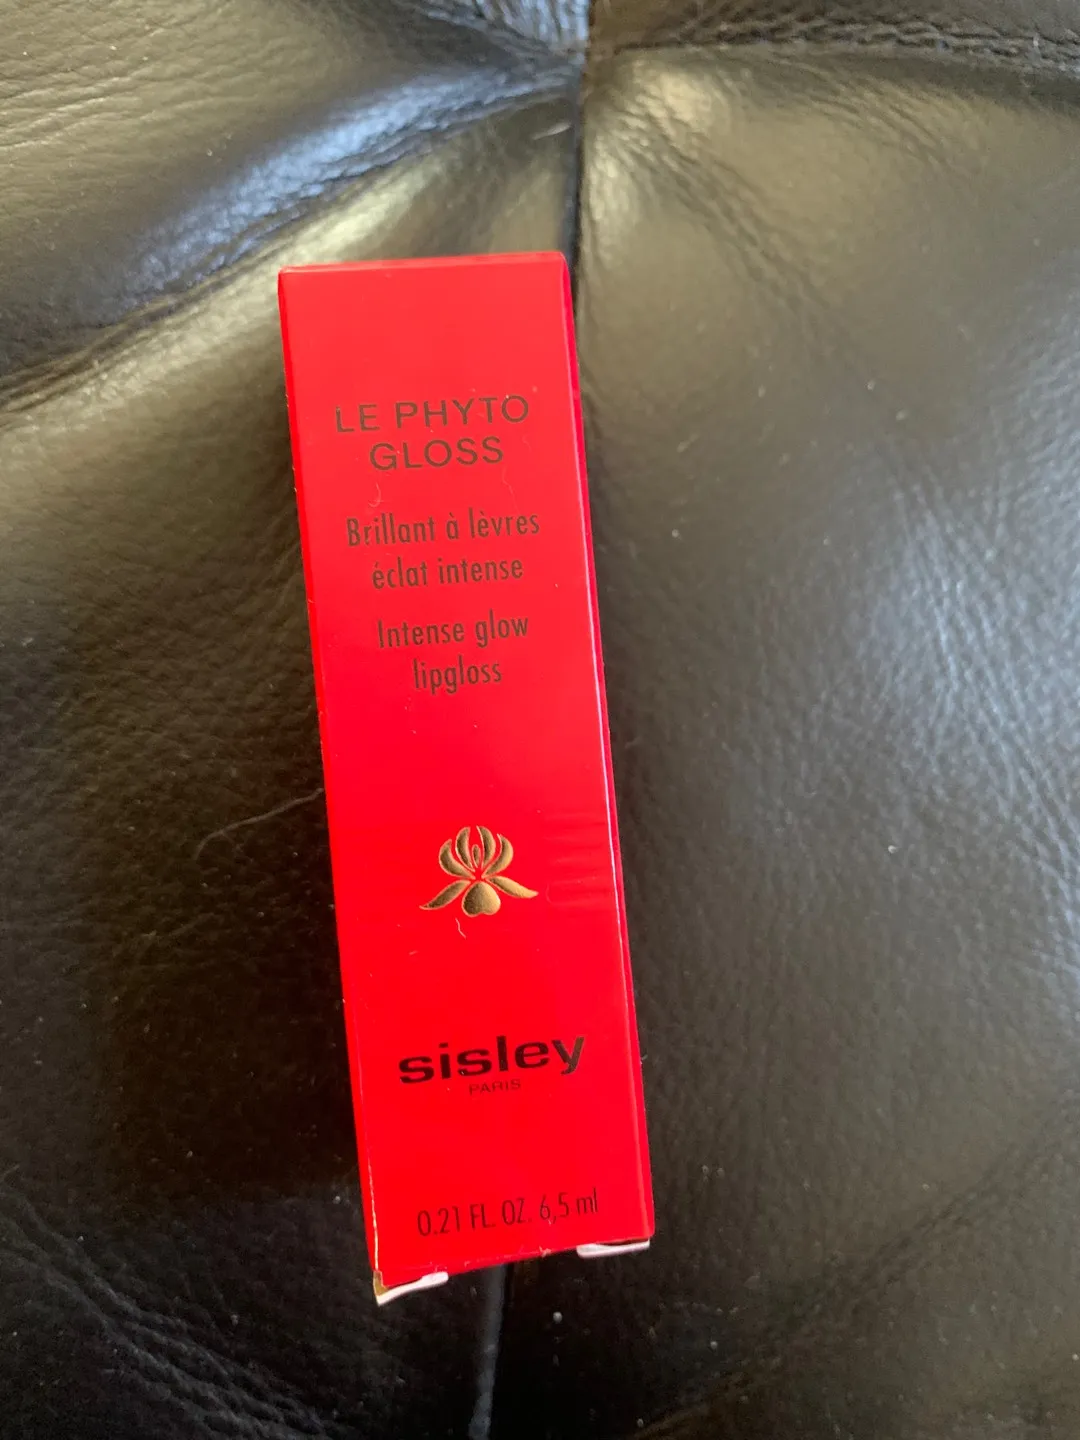 LE PHYTO
GLOSS
Brillant à lèvres
éclat intense
Intense glow
lipgloss
sisley
PARIS
0.21 FL. OZ. 6,5 ml